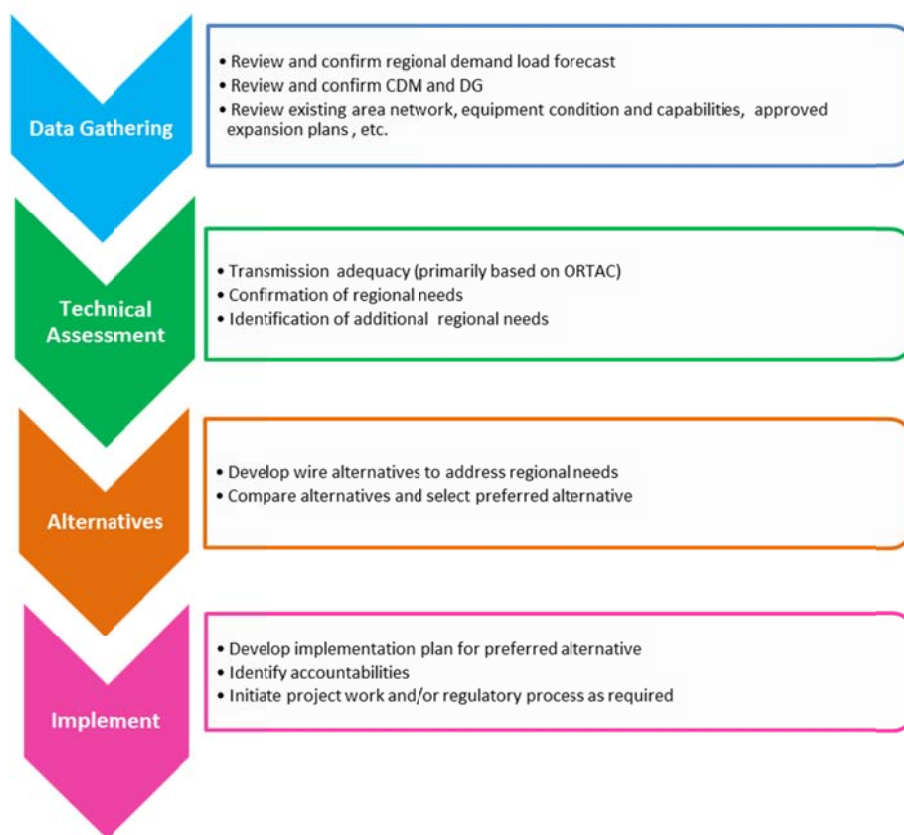 Data Gathering
• Review and confirm regional demand load forecast
• Review and confirm CDM and DG
• Review existing area network, equipment condition and capabilities, approved
expansion plans , etc.
Technical
Assessment
• Transmission adequacy (primarily based on ORTAC)
• Confirmation of regional needs
• Identification of additional regional needs
Alternatives
• Develop wire alternatives to address regional needs
• Compare alternatives and select preferred alternative
Implement
• Develop implementation plan for preferred alternative
• Identify accountabilities
• Initiate project work and/or regulatory process as required